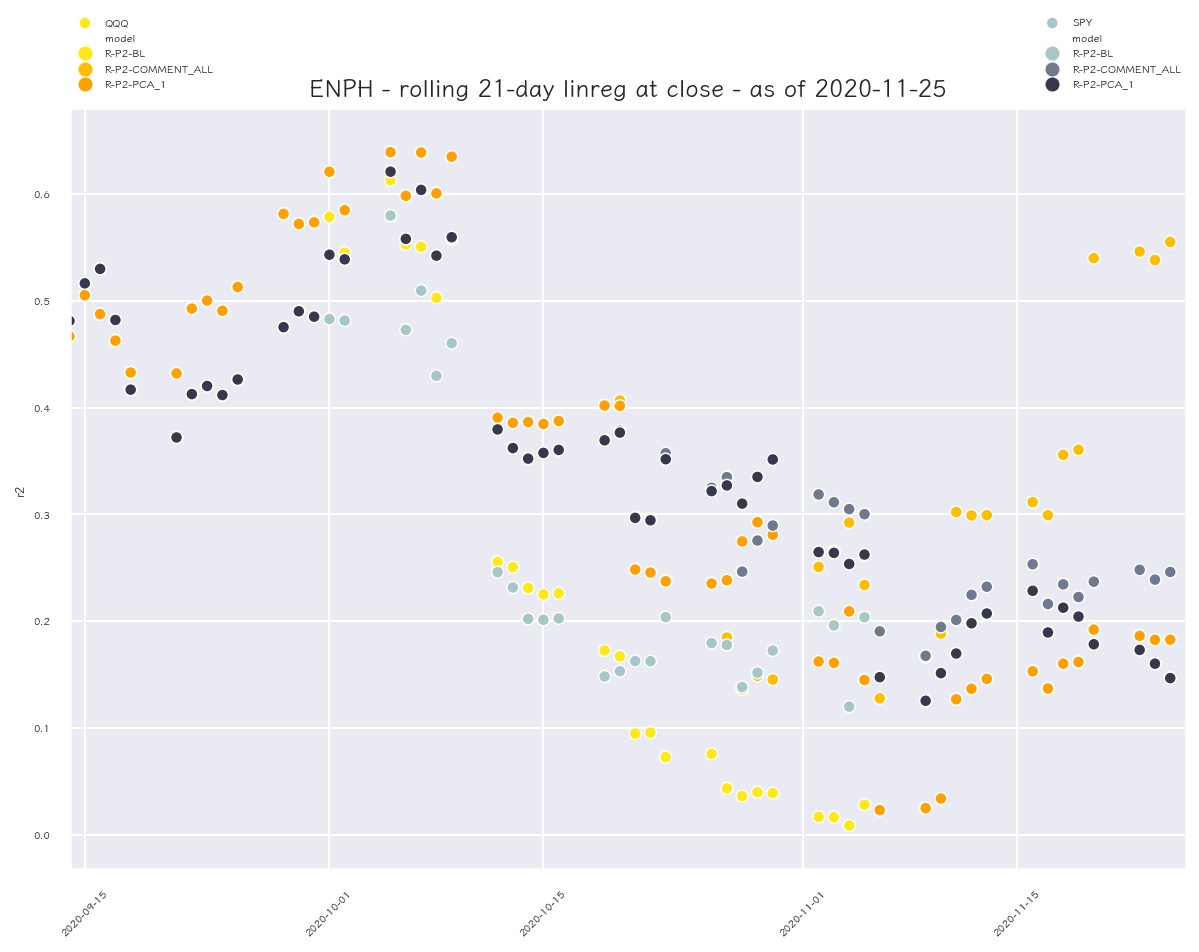 QQQ
model
R-P2-BL
R-P2-COMMENT_ALL
R-P2-PCA_1
SPY
model
R-P2-BL
R-P2-COMMENT_ALL
R-P2-PCA_1
ENPH - rolling 21-day linreg at close - as of 2020-11-25
r2
0.6
0.5
0.4
0.3
0.2
0.1
0.0
2020-09-15
2020-10-01
2020-10-15
2020-11-01
2020-11-15